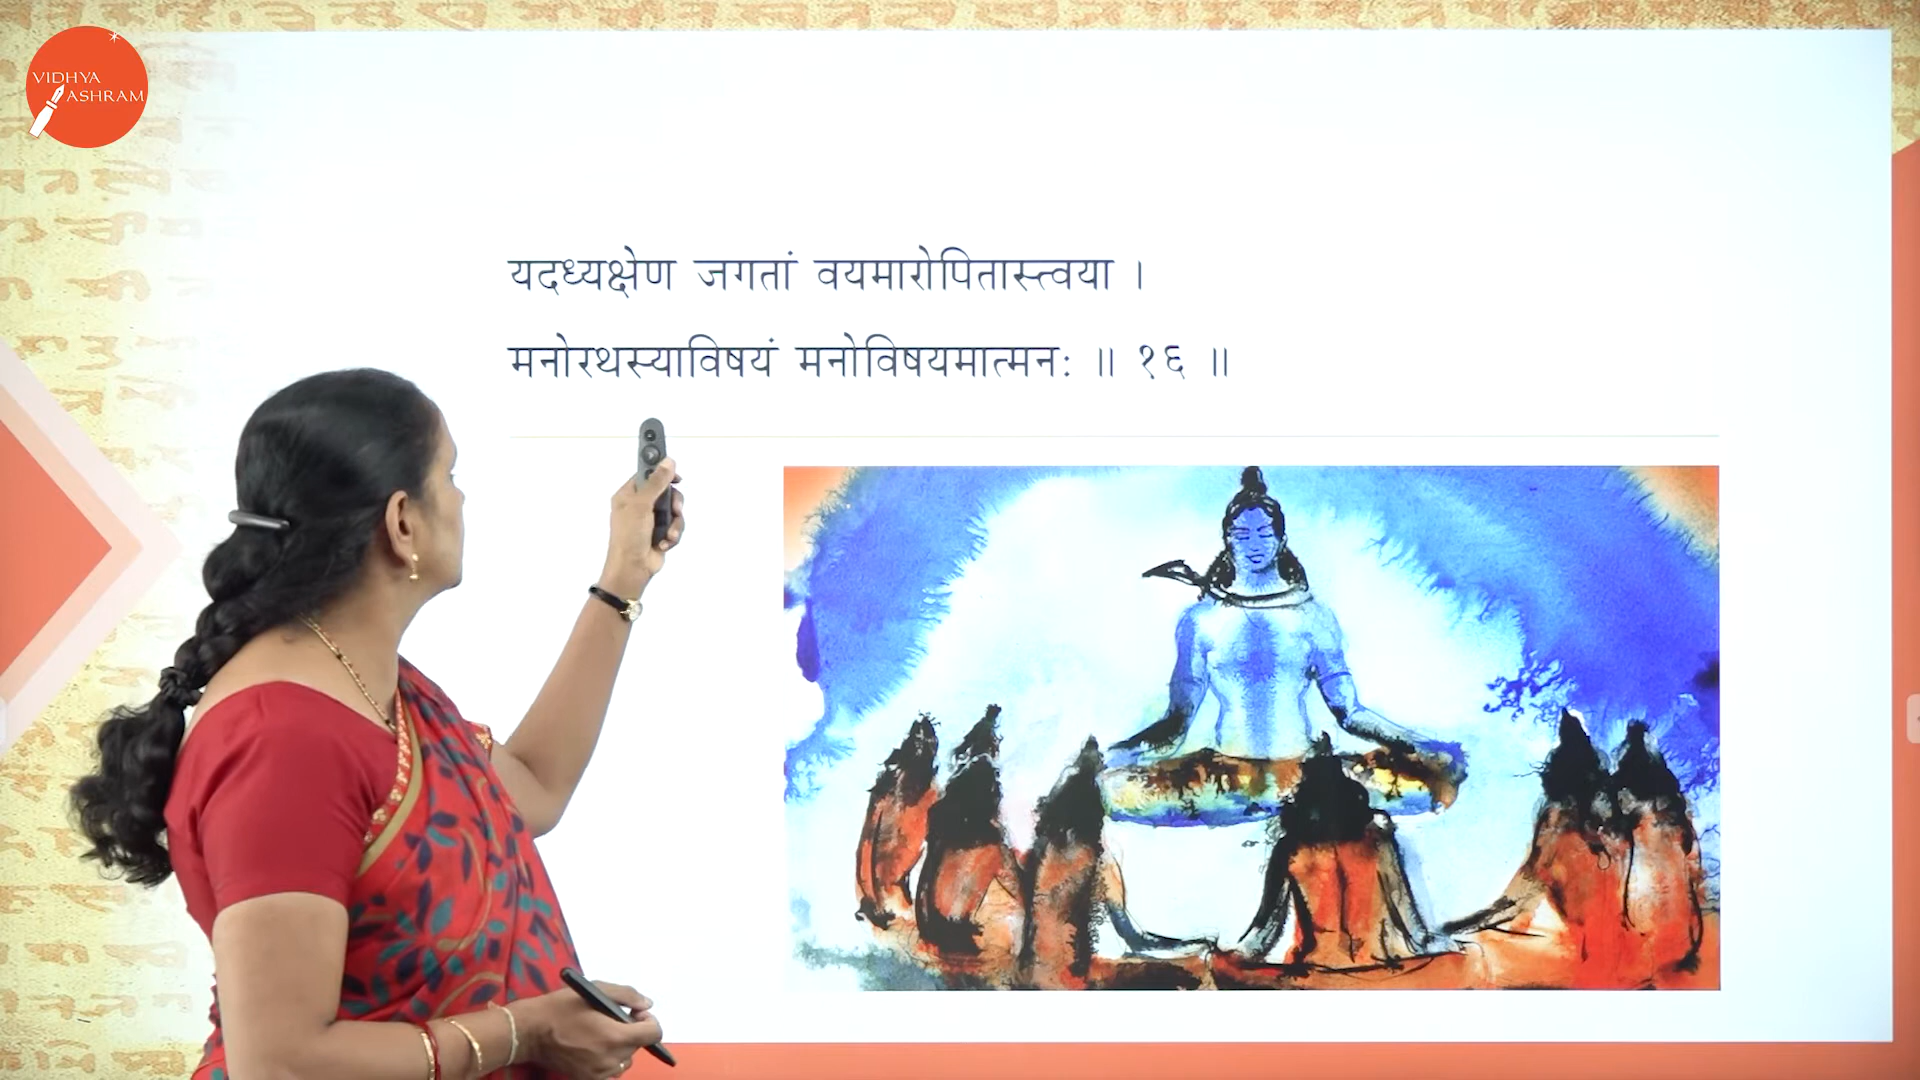 VIDHYA
ASHRAM
यदध्यक्षेण जगतां वयमारोपितास्त्वया ।
मनोरथस्याविषयं मनोविषयमात्मनः ॥ १६ ॥